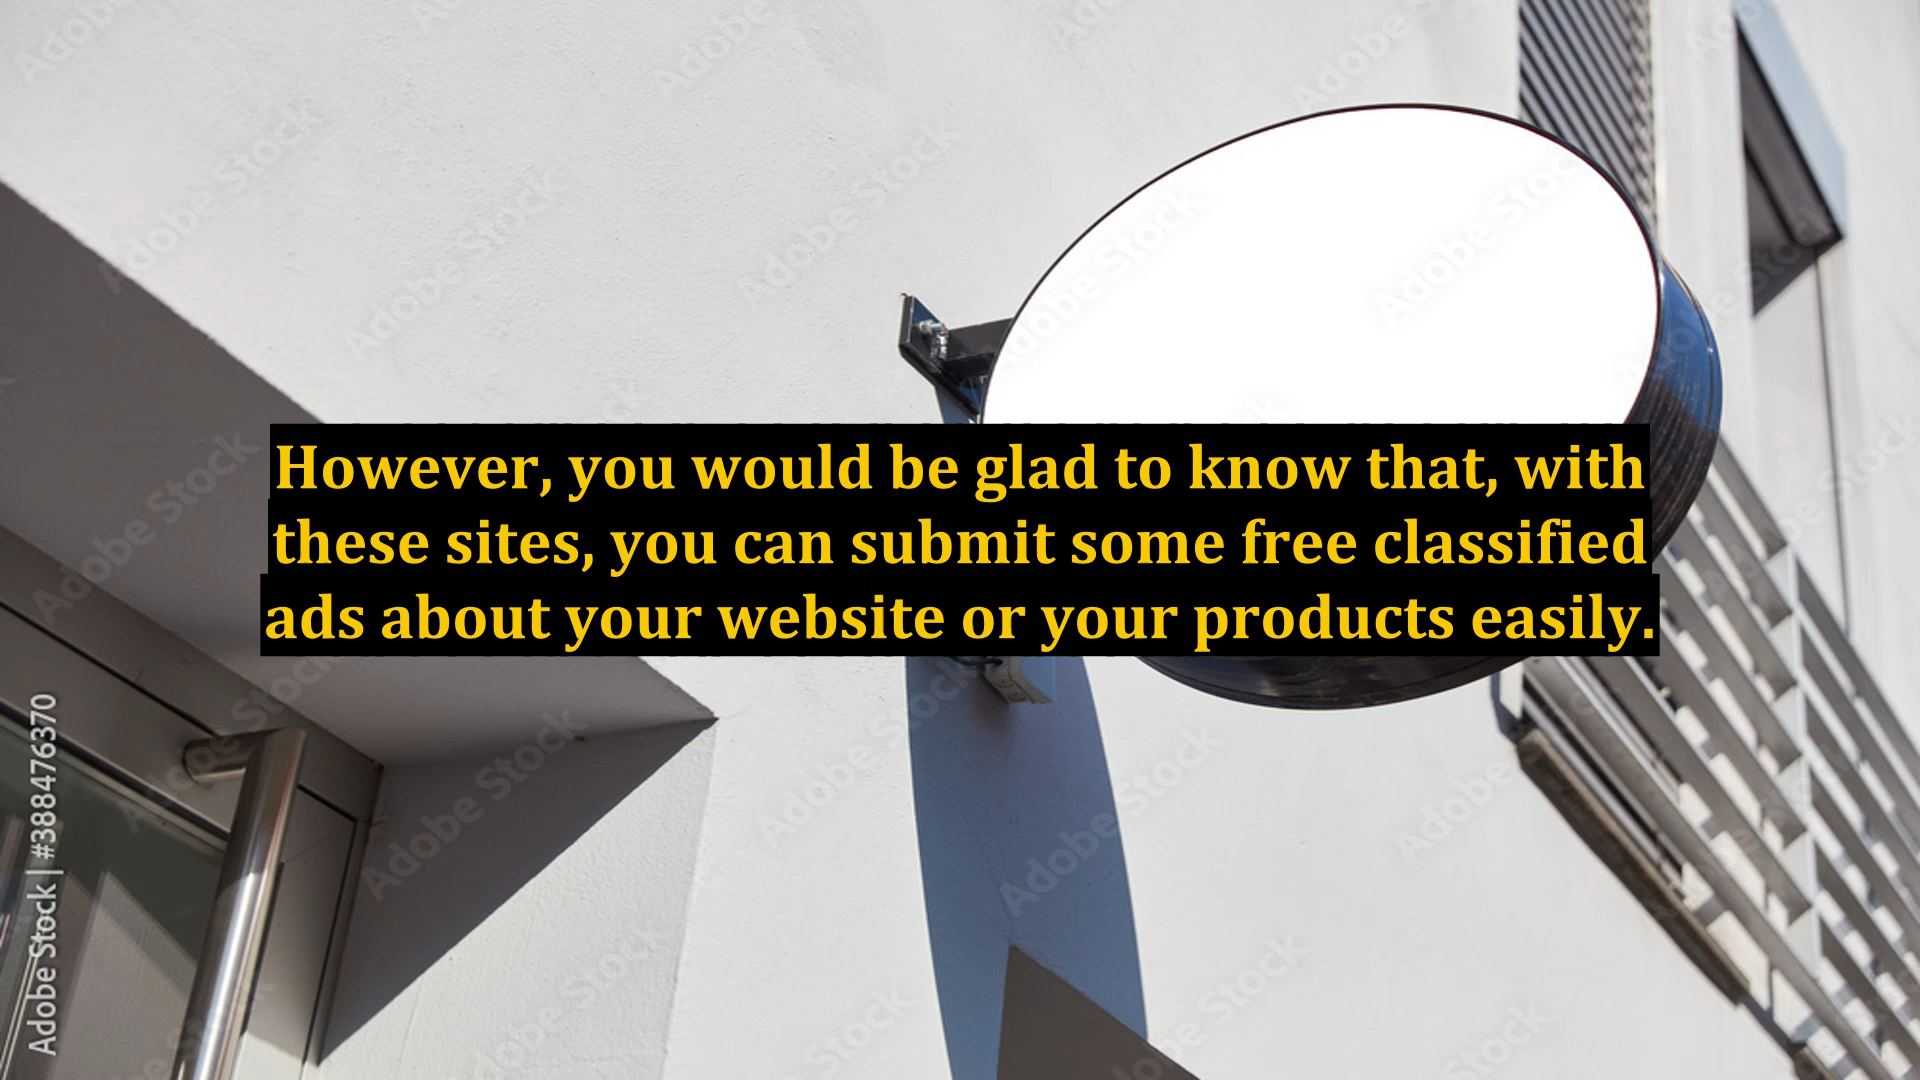 However, you would be glad to know that, with
these sites, you can submit some free classified
ads about your website or your products easily.
Adobe Stock | #388476370